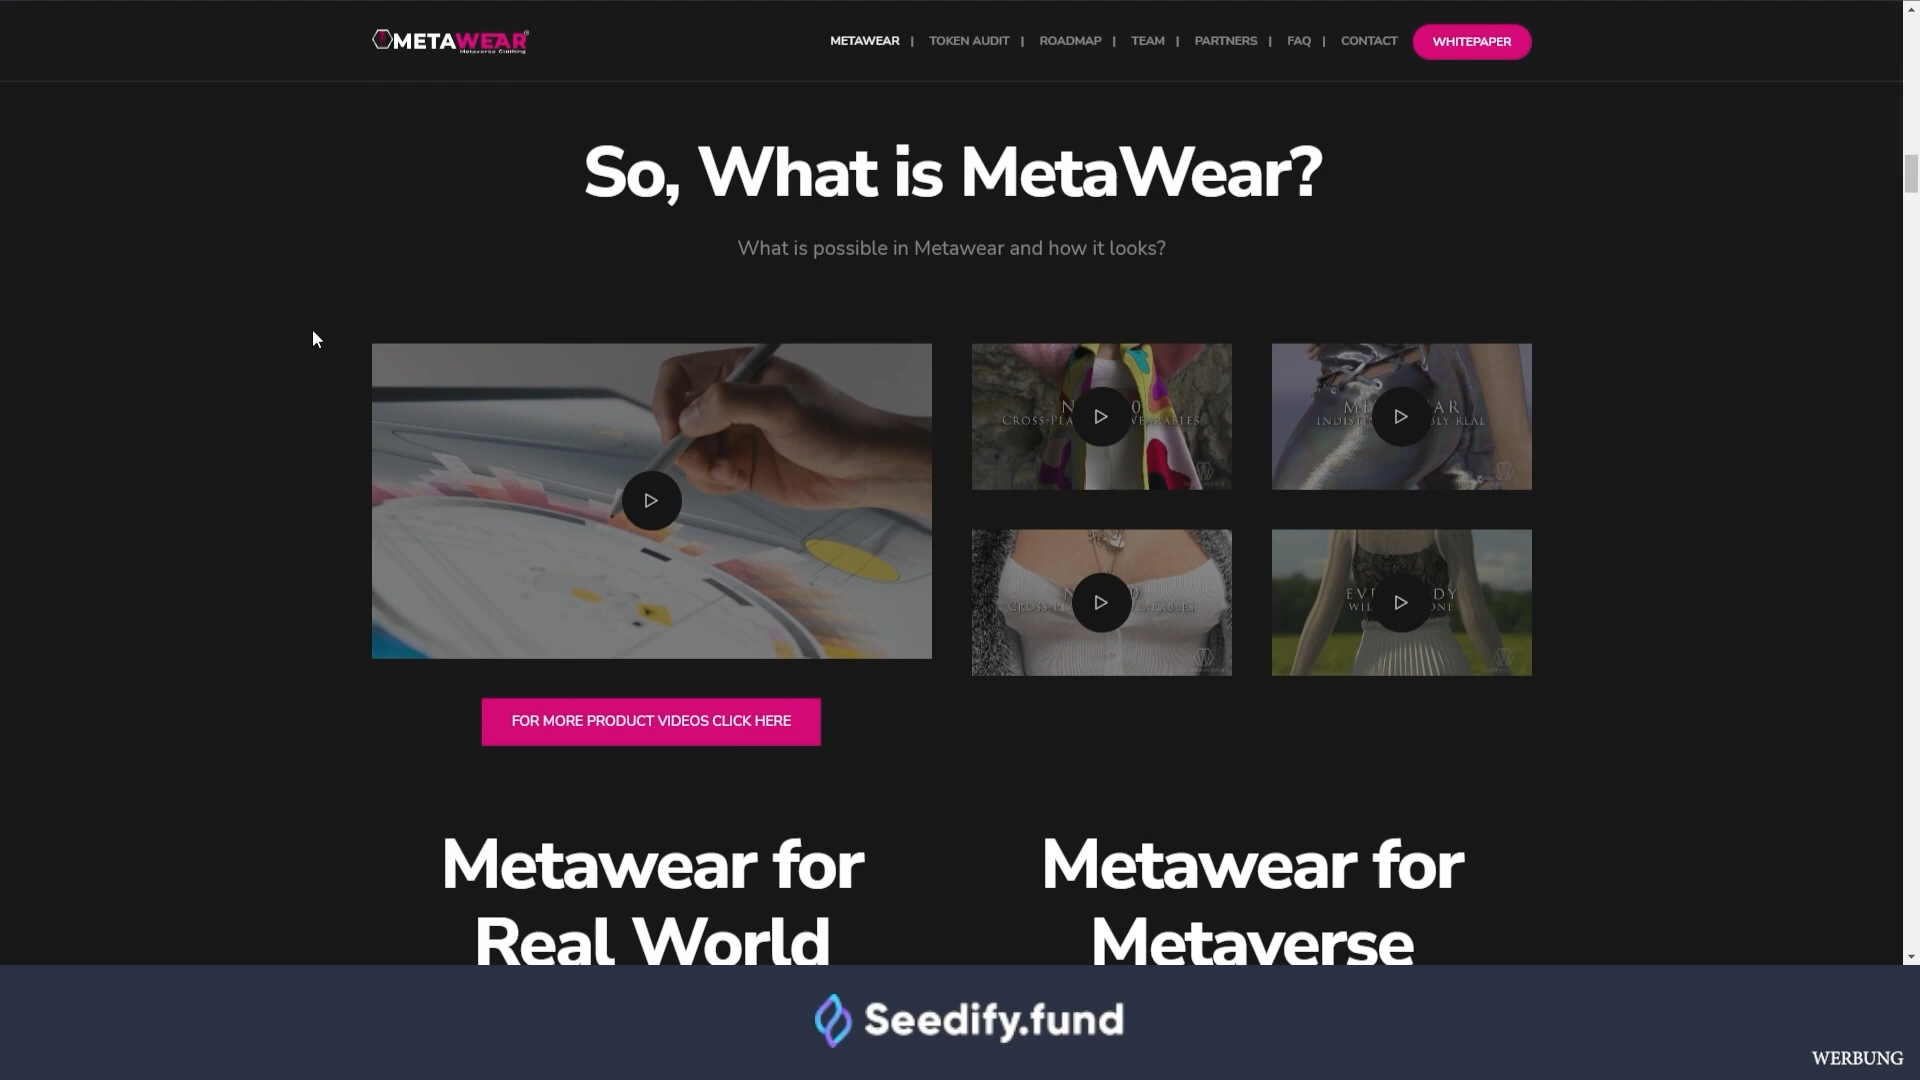 METAWEAR
Metaverse Clothing
METAWEAR | TOKEN AUDIT | ROADMAP | TEAM | PARTNERS | FAQ | CONTACT WHITEPAPER
So, What is MetaWear?
What is possible in Metawear and how it looks?
FOR MORE PRODUCT VIDEOS CLICK HERE
Metawear for
Real World
Metawear for
Metaverse
Seedify.fund
WERBUNG